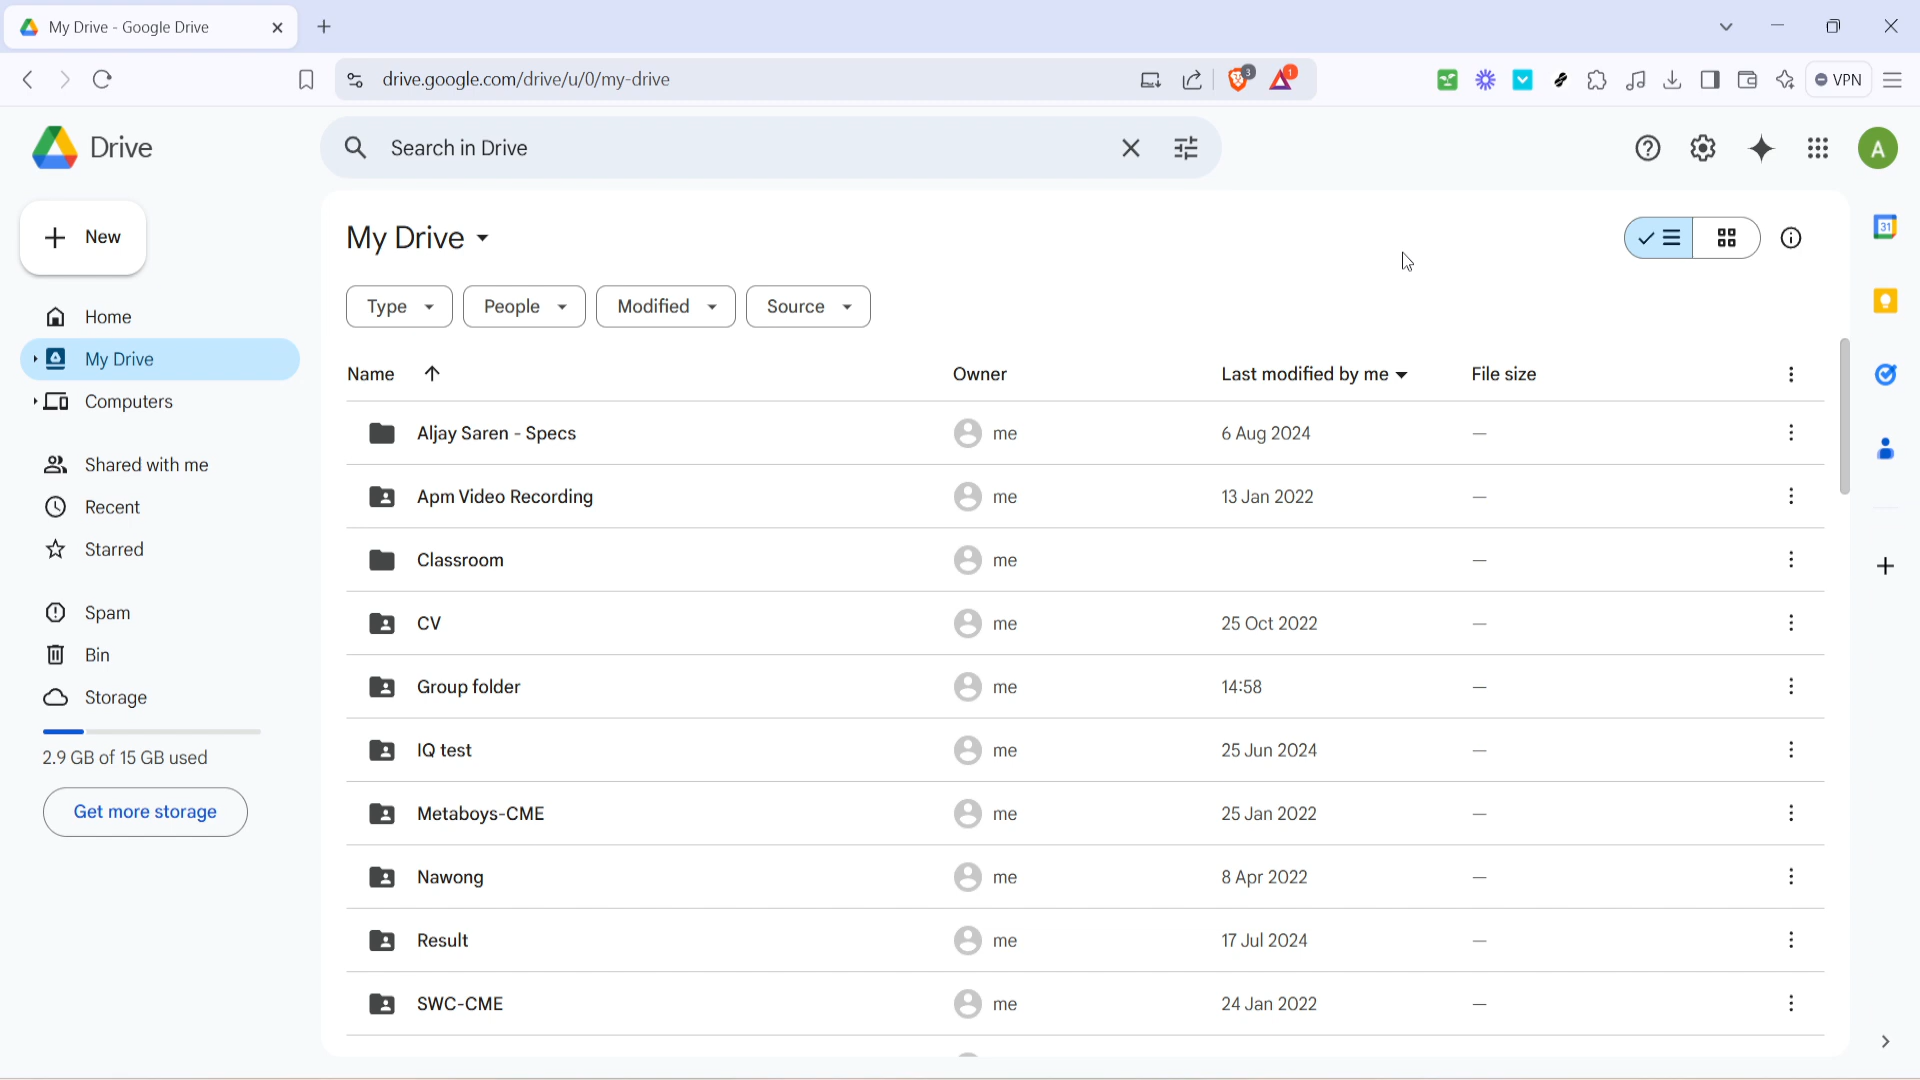 My Drive - Google Drive
drive.google.com/drive/u/0/my-drive
3
1
VPN
Drive
Search in Drive
A
New
My Drive
31
Home
Type People Modified Source
My Drive
Name Owner Last modified by me File size
Computers
Aljay Saren - Specs me 6 Aug 2024 —
Shared with me
Apm Video Recording me 13 Jan 2022 —
Recent
Starred
Classroom me —
Spam
CV me 25 Oct 2022 —
Bin
Group folder me 14:58 —
Storage
IQ test me 25 Jun 2024 —
2.9 GB of 15 GB used
Get more storage
Metaboys-CME me 25 Jan 2022 —
Nawong me 8 Apr 2022 —
Result me 17 Jul 2024 —
SWC-CME me 24 Jan 2022 —